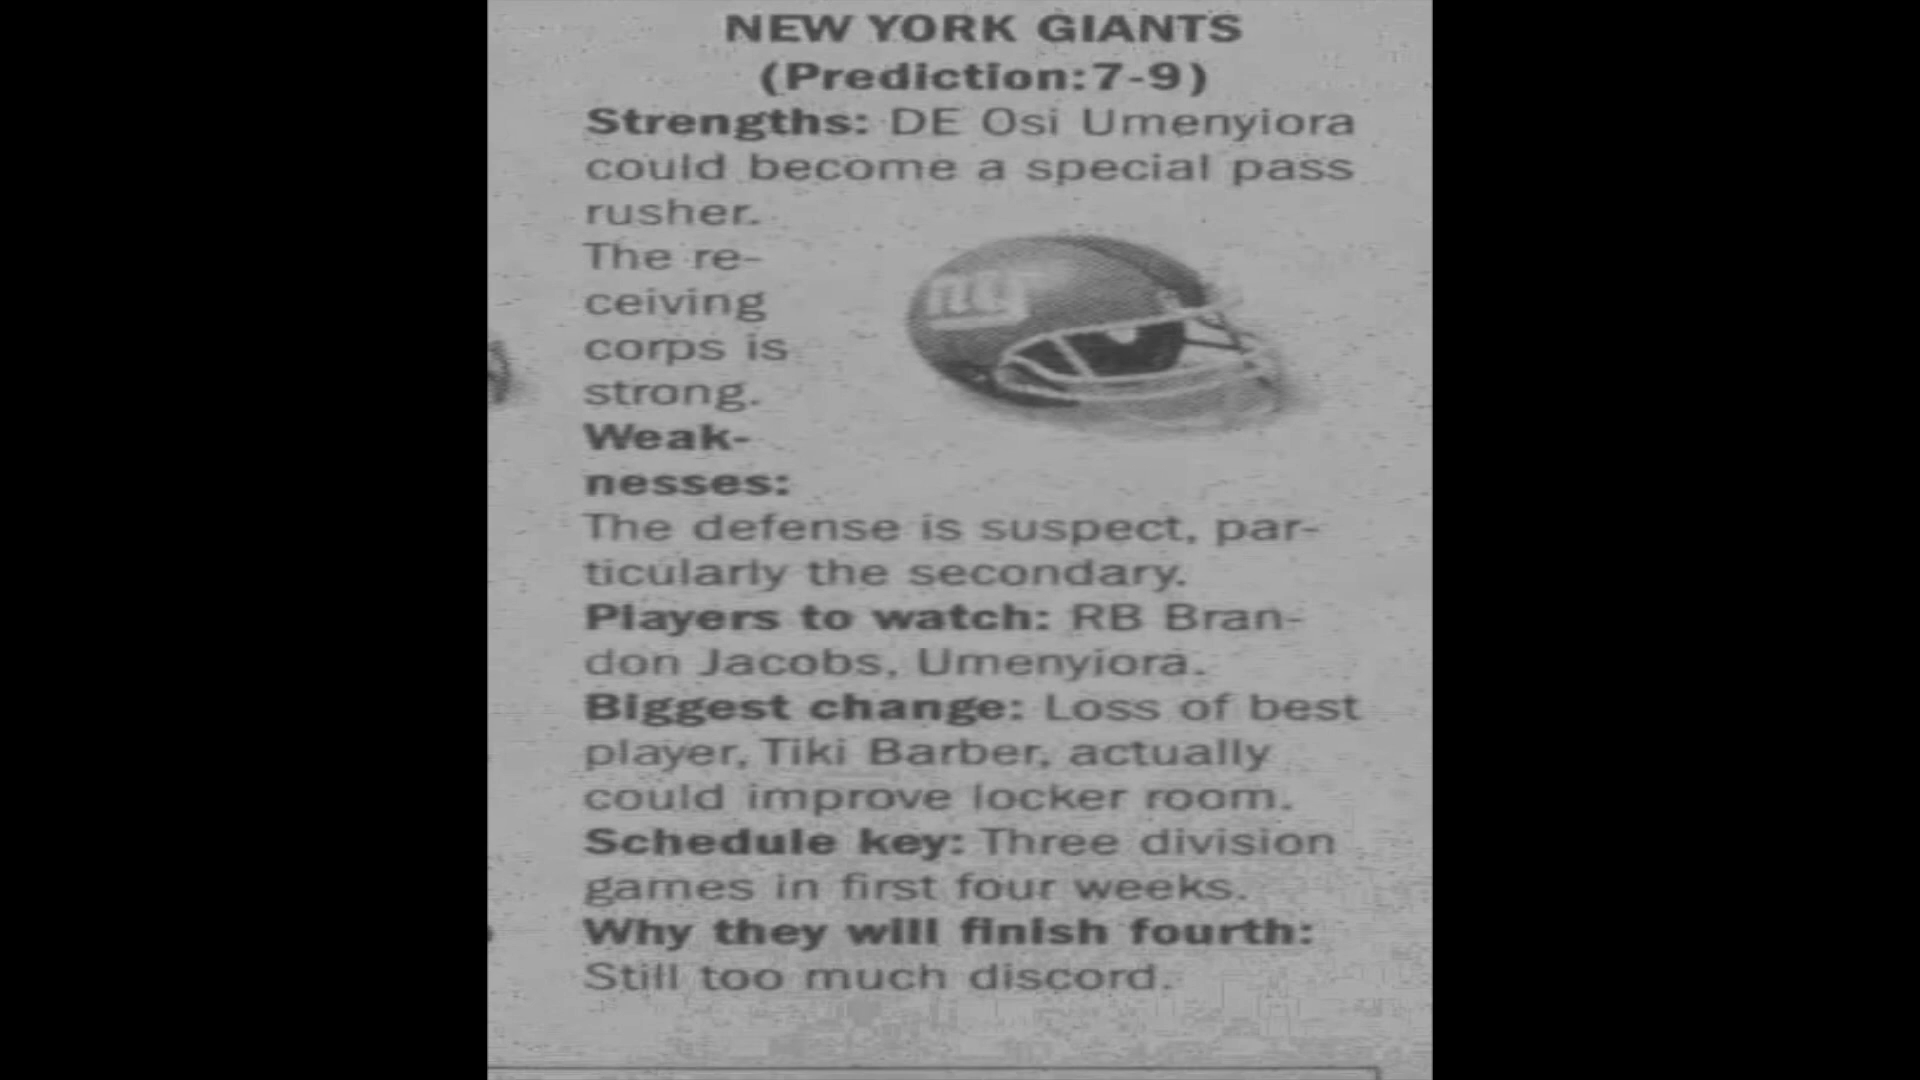 NEW YORK GIANTS
(Prediction: 7-9)
Strengths: DE Osi Umenyiora
could become a special pass
rusher.
The re-
ceiving
corps is
strong.
ny
Weak-
nesses:
The defense is suspect, par-
ticularly the secondary.
Players to watch: RB Bran-
don Jacobs, Umenyiora.
Biggest change: Loss of best
player, Tiki Barber, actually
could improve locker room.
Schedule key: Three division
games in first four weeks.
Why they will finish fourth:
Still too much discord.